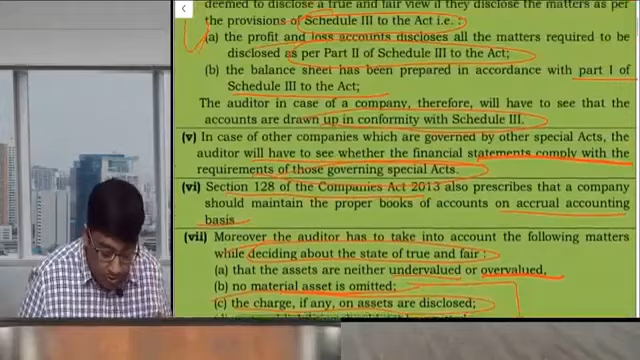 deemed to disclose a true and fair view if they disclose the matters as per
the provisions of Schedule III to the Act i.e. :
(a) the profit and loss accounts discloses all the matters required to be
disclosed as per Part II of Schedule III to the Act;
(b) the balance sheet has been prepared in accordance with part I of
Schedule III to the Act;
The auditor in case of a company, therefore, will have to see that the
accounts are drawn up in conformity with Schedule III.
(v) In case of other companies which are governed by other special Acts, the
auditor will have to see whether the financial statements comply with the
requirements of those governing special Acts.
(vi) Section 128 of the Companies Act 2013 also prescribes that a company
should maintain the proper books of accounts on accrual accounting
basis
(vii) Moreover the auditor has to take into account the following matters
while deciding about the state of true and fair :
(a) that the assets are neither undervalued or overvalued,
(b) no material asset is omitted;
(c) the charge, if any, on assets are disclosed;